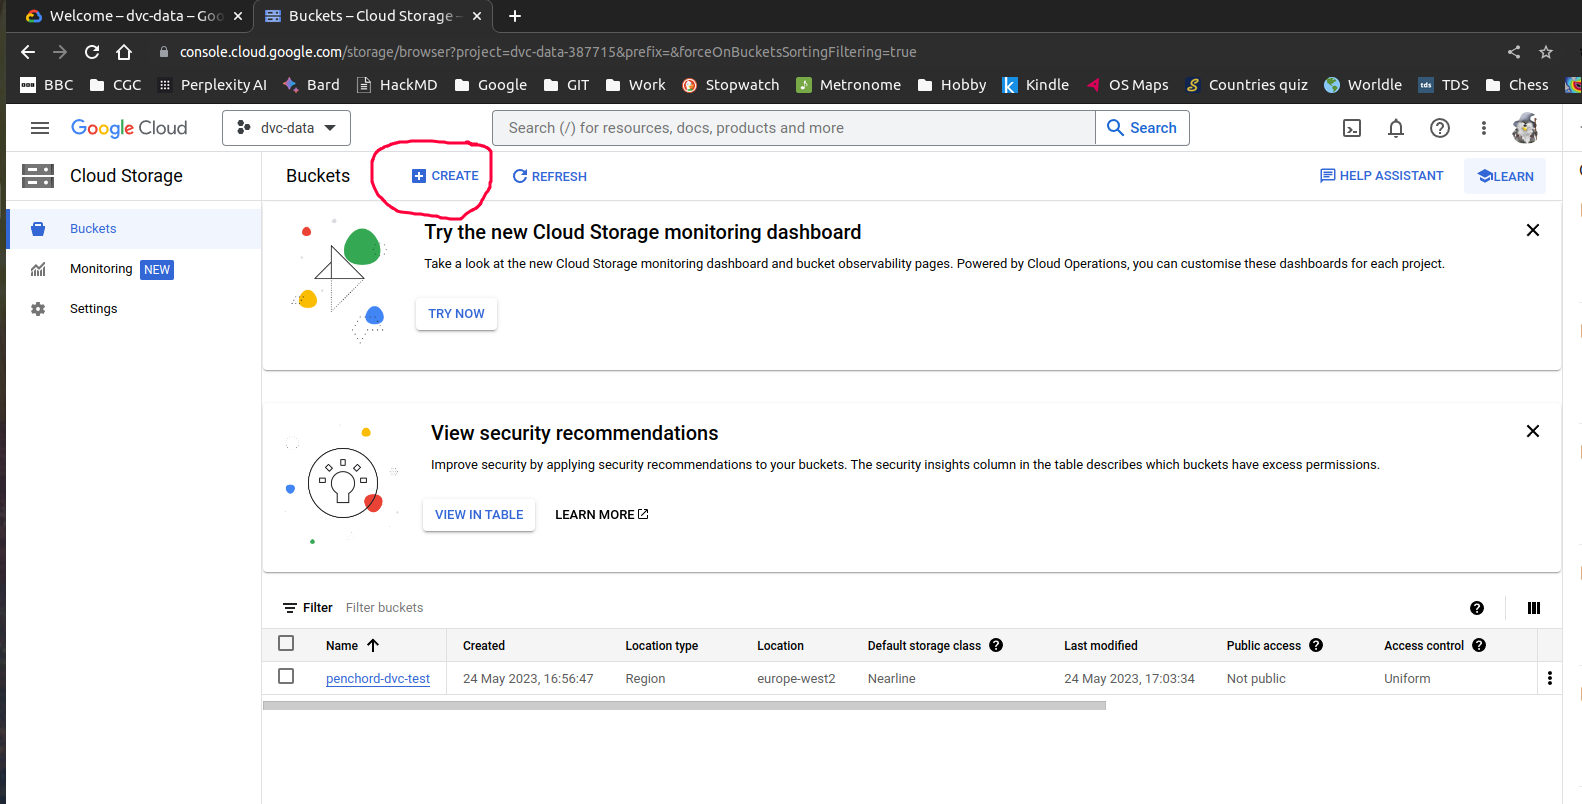 Welcome – dvc-data – Goo
Buckets – Cloud Storage –
console.cloud.google.com/storage/browser?project=dvc-data-387715&prefix=&forceOnBucketsSortingFiltering=true
BBC CGC Perplexity AI Bard HackMD Google GIT Work Stopwatch Metronome Hobby Kindle OS Maps Countries quiz Worldle TDS Chess
Google Cloud dvc-data Search (/) for resources, docs, products and more Search
Cloud Storage Buckets CREATE REFRESH HELP ASSISTANT LEARN
Buckets
Monitoring NEW
Settings
Try the new Cloud Storage monitoring dashboard
Take a look at the new Cloud Storage monitoring dashboard and bucket observability pages. Powered by Cloud Operations, you can customise these dashboards for each project.
TRY NOW
View security recommendations
Improve security by applying security recommendations to your buckets. The security insights column in the table describes which buckets have excess permissions.
VIEW IN TABLE LEARN MORE
Filter Filter buckets
Name Created Location type Location Default storage class Last modified Public access Access control
penchord-dvc-test 24 May 2023, 16:56:47 Region europe-west2 Nearline 24 May 2023, 17:03:34 Not public Uniform